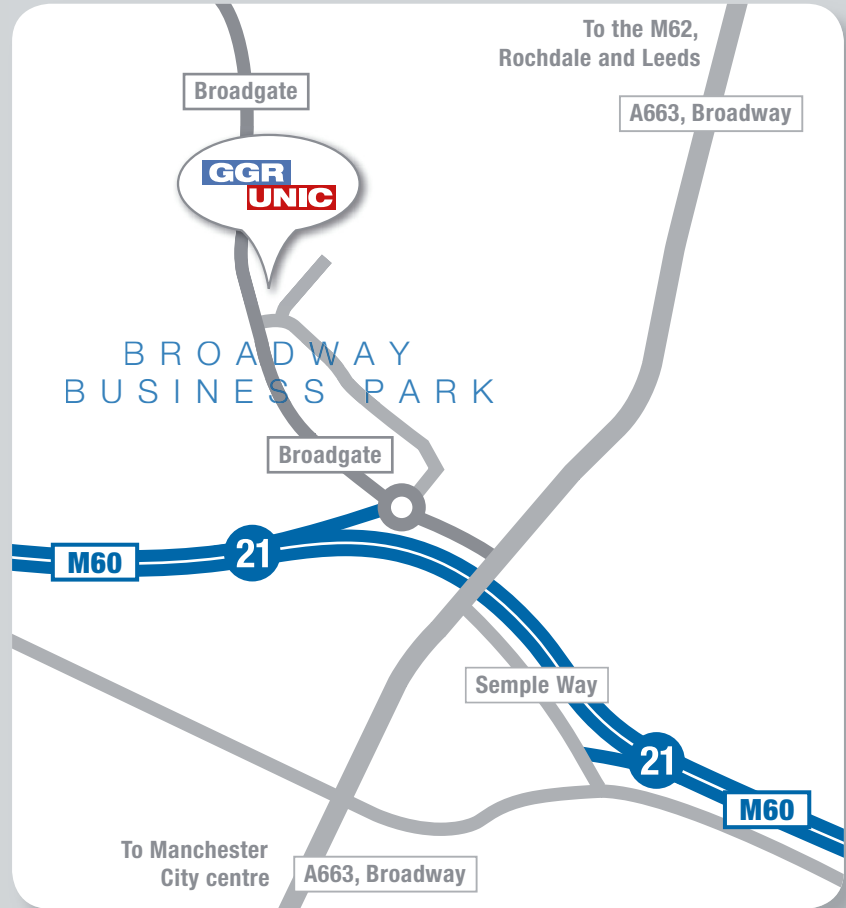 To the M62,
Rochdale and Leeds
Broadgate
A663, Broadway
GGR
UNIC
BROADWAY
BUSINESS PARK
Broadgate
21
M60
Semple Way
21
M60
To Manchester
City centre
A663, Broadway